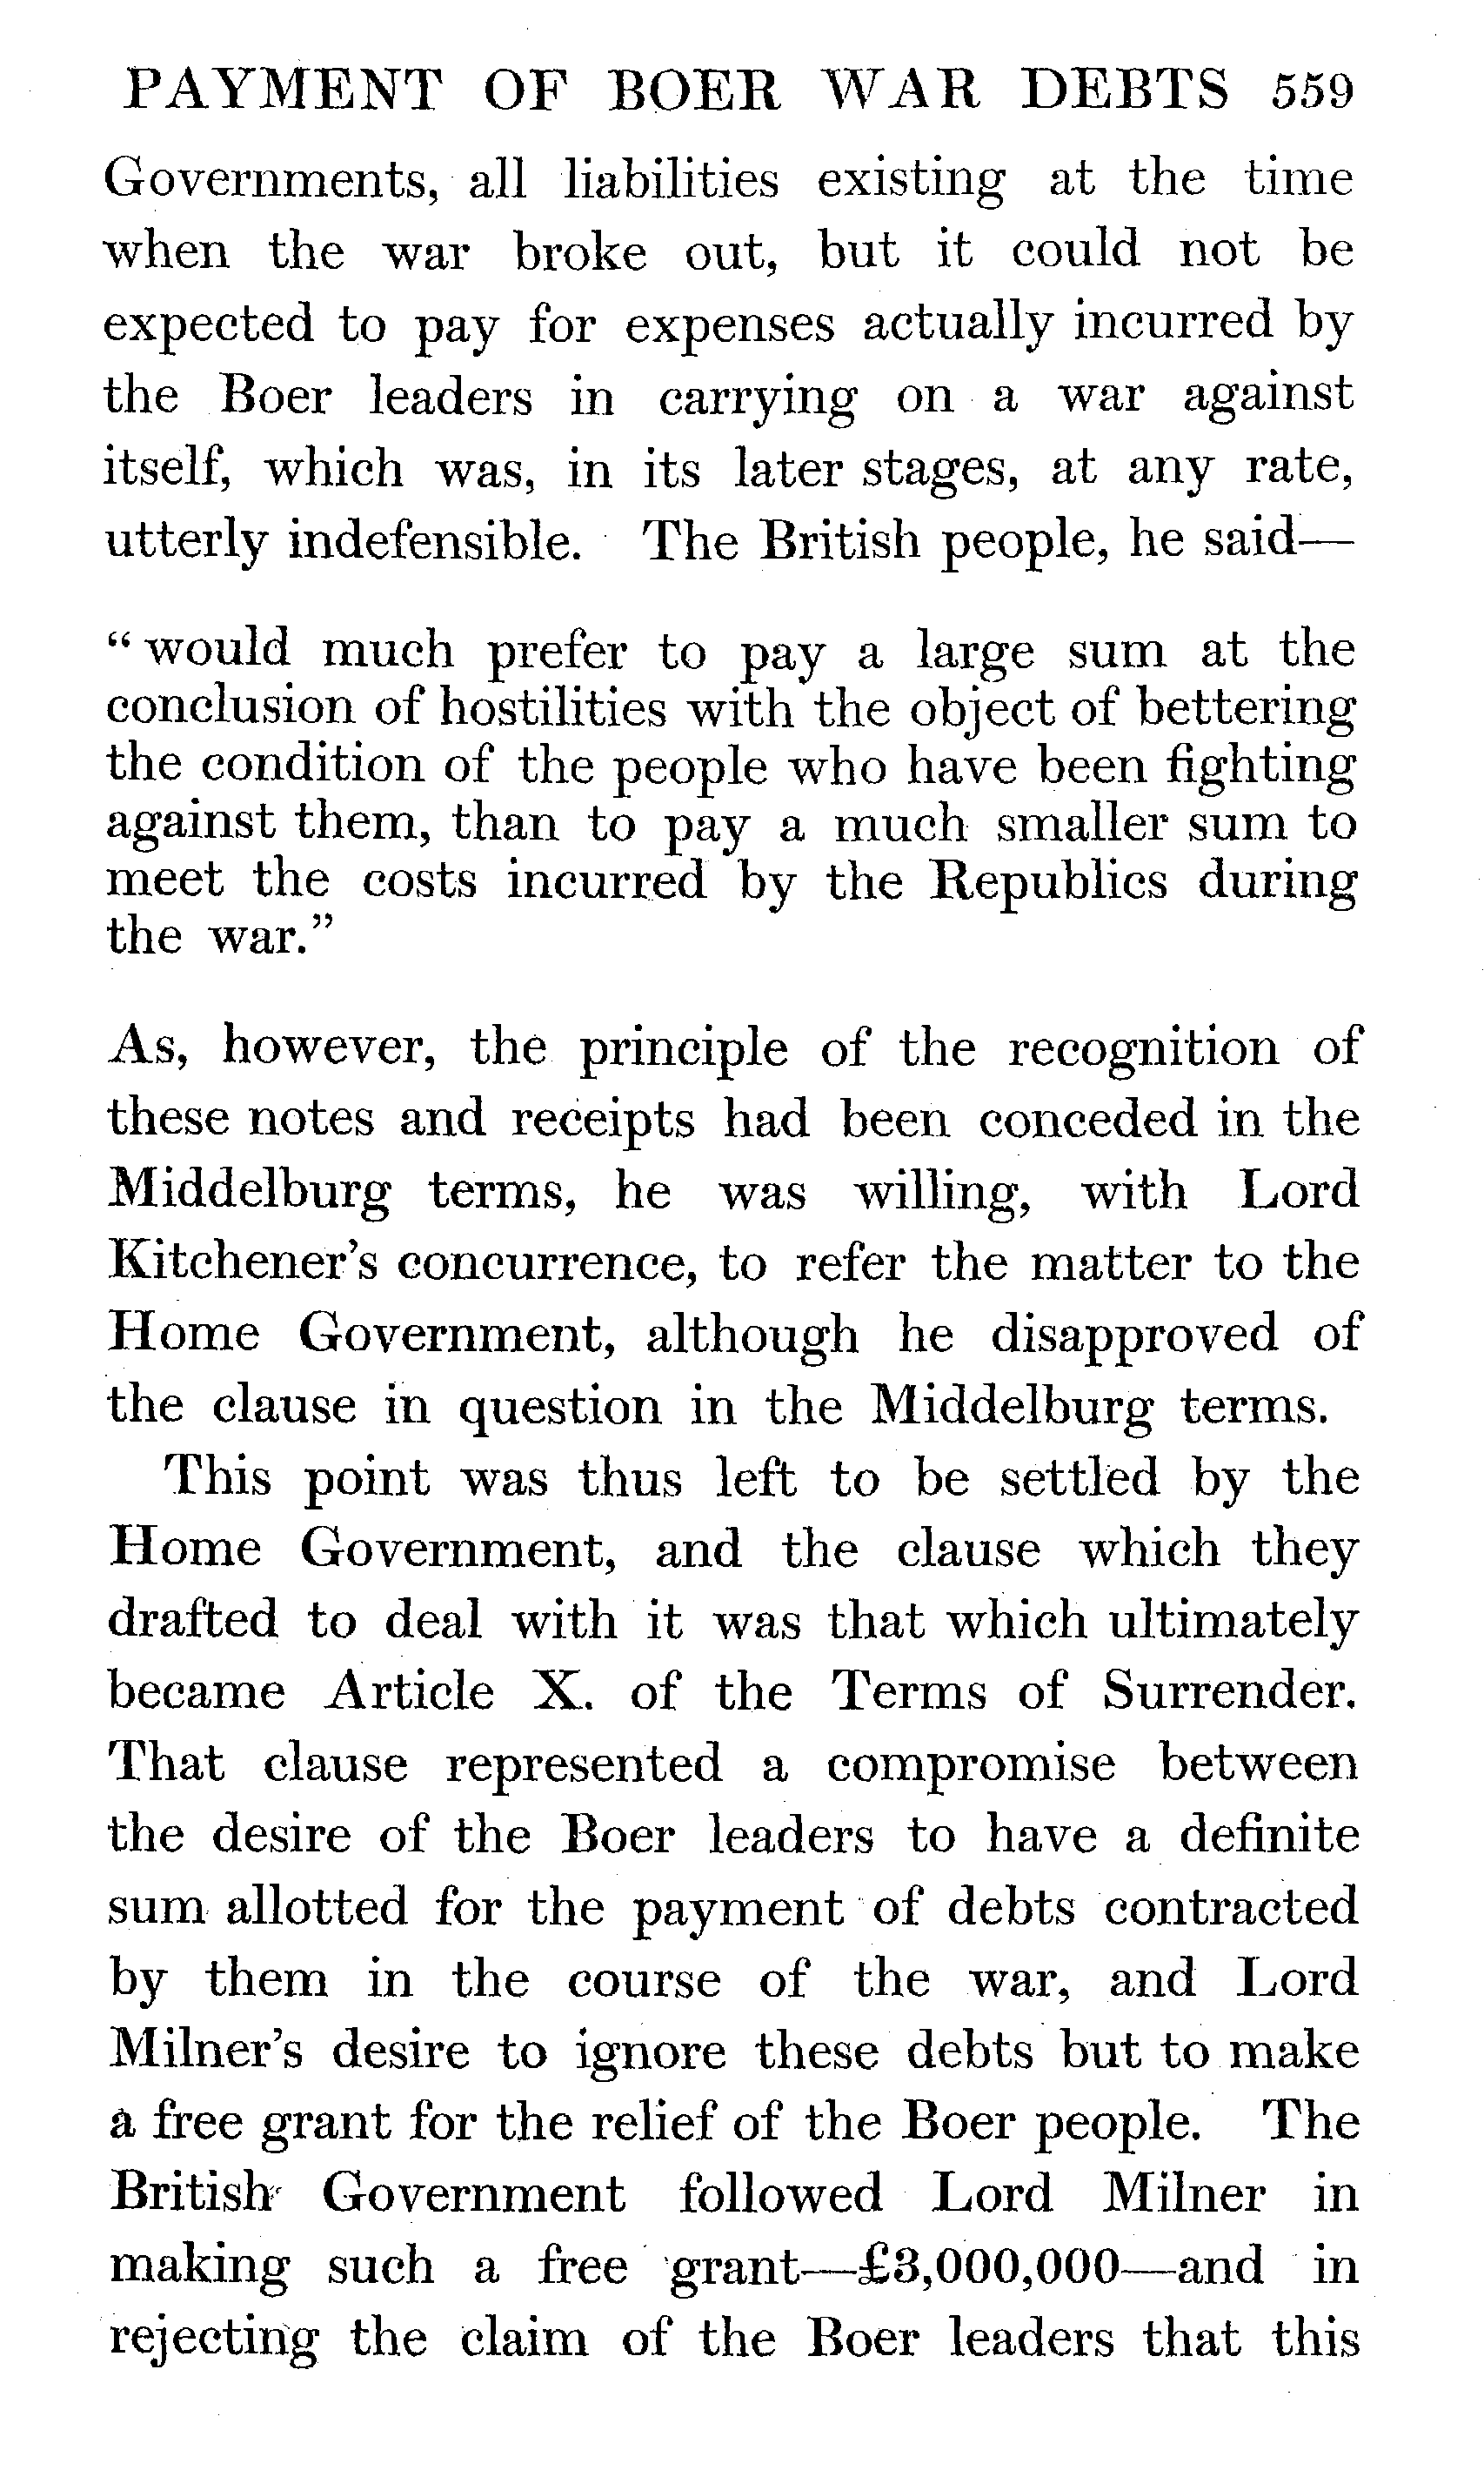 PAYMENT OF BOER WAR DEBTS 559
Governments, all liabilities existing at the time
when the war broke out, but it could not be
expected to pay for expenses actually incurred by
the Boer leaders in carrying on a war against
itself, which was, in its later stages, at any rate,
utterly indefensible. The British people, he said—
“ would much prefer to pay a large sum at the
conclusion of hostilities with the object of bettering
the condition of the people who have been fighting
against them, than to pay a much smaller sum to
meet the costs incurred by the Republics during
the war.”
As, however, the principle of the recognition of
these notes and receipts had been conceded in the
Middelburg terms, he was willing, with Lord
Kitchener’s concurrence, to refer the matter to the
Home Government, although he disapproved of
the clause in question in the Middelburg terms.
This point was thus left to be settled by the
Home Government, and the clause which they
drafted to deal with it was that which ultimately
became Article X. of the Terms of Surrender.
That clause represented a compromise between
the desire of the Boer leaders to have a definite
sum allotted for the payment of debts contracted
by them in the course of the war, and Lord
Milner’s desire to ignore these debts but to make
a free grant for the relief of the Boer people. The
British Government followed Lord Milner in
making such a free grant—£3,000,000—and in
rejecting the claim of the Boer leaders that this